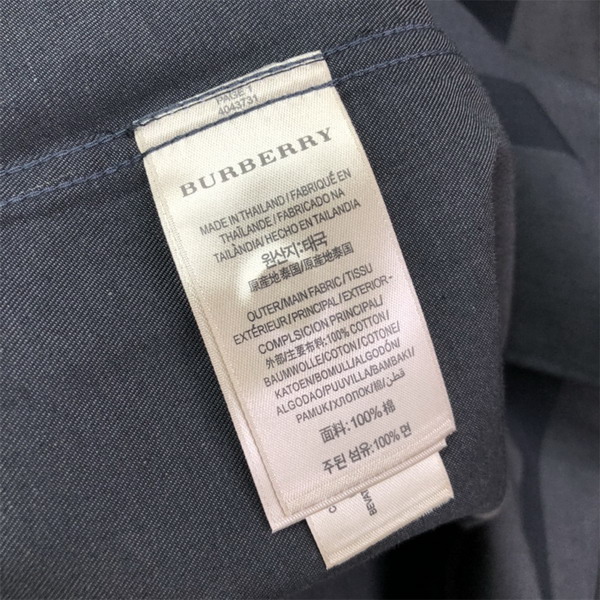 PAGE 1
4043731
BURBERRY
MADE IN THAILAND/FABRIQUÉ EN
THAÏLANDE/FABRICADO NA
TAILÂNDIA/HECHO EN TAILANDIA
원산지:태국
原産地泰国/原產地泰國
OUTER/MAIN FABRIC/TISSU
EXTÉRIEUR/PRINCIPAL/EXTERIOR-
COMPLSICION PRINCIPAL/
外部/主要布料:100% COTTON/
BAUMWOLLE/COTON/COTONE/
KATOEN/BOMULL/ALGODÓN/
ALGODAO/PUUVILLA/BAMBAKI/
PAMUK/ХЛОПОК/棉/قطن/
面料:100% 棉
주된 섬유:100% 면